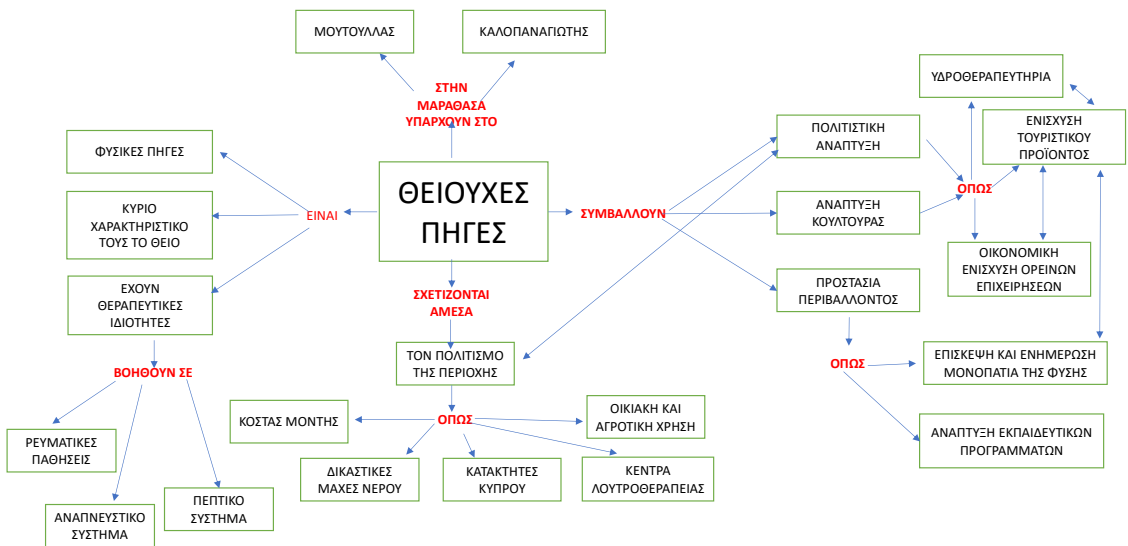 ΜΟΥΤΟΥΛΛΑΣ
ΚΑΛΟΠΑΝΑΓΙΩΤΗΣ
ΣΤΗΝ
ΜΑΡΑΘΑΣΑ
ΥΠΑΡΧΟΥΝ ΣΤΟ
ΥΔΡΟΘΕΡΑΠΕΥΤΗΡΙΑ
ΕΝΙΣΧΥΣΗ
ΤΟΥΡΙΣΤΙΚΟΥ
ΠΡΟΪΟΝΤΟΣ
ΠΟΛΙΤΙΣΤΙΚΗ
ΑΝΑΠΤΥΞΗ
ΦΥΣΙΚΕΣ ΠΗΓΕΣ
ΘΕΙΟΥΧΕΣ
ΠΗΓΕΣ
ΟΠΩΣ
ΚΥΡΙΟ
ΧΑΡΑΚΤΗΡΙΣΤΙΚΟ
ΤΟΥΣ ΤΟ ΘΕΙΟ
ΕΙΝΑΙ
ΣΥΜΒΑΛΛΟΥΝ
ΑΝΑΠΤΥΞΗ
ΚΟΥΛΤΟΥΡΑΣ
ΟΙΚΟΝΟΜΙΚΗ
ΕΝΙΣΧΥΣΗ ΟΡΕΙΝΩΝ
ΕΠΙΧΕΙΡΗΣΕΩΝ
ΕΧΟΥΝ
ΘΕΡΑΠΕΥΤΙΚΕΣ
ΙΔΙΟΤΗΤΕΣ
ΣΧΕΤΙΖΟΝΤΑΙ
ΑΜΕΣΑ
ΠΡΟΣΤΑΣΙΑ
ΠΕΡΙΒΑΛΛΟΝΤΟΣ
ΤΟΝ ΠΟΛΙΤΙΣΜΟ
ΤΗΣ ΠΕΡΙΟΧΗΣ
ΟΠΩΣ
ΕΠΙΣΚΕΨΗ ΚΑΙ ΕΝΗΜΕΡΩΣΗ
ΜΟΝΟΠΑΤΙΑ ΤΗΣ ΦΥΣΗΣ
ΒΟΗΘΟΥΝ ΣΕ
ΚΟΣΤΑΣ ΜΟΝΤΗΣ
ΟΠΩΣ
ΟΙΚΙΑΚΗ ΚΑΙ
ΑΓΡΟΤΙΚΗ ΧΡΗΣΗ
ΡΕΥΜΑΤΙΚΕΣ
ΠΑΘΗΣΕΙΣ
ΑΝΑΠΤΥΞΗ ΕΚΠΑΙΔΕΥΤΙΚΩΝ
ΠΡΟΓΡΑΜΜΑΤΩΝ
ΔΙΚΑΣΤΙΚΕΣ
ΜΑΧΕΣ ΝΕΡΟΥ
ΚΑΤΑΚΤΗΤΕΣ
ΚΥΠΡΟΥ
ΚΕΝΤΡΑ
ΛΟΥΤΡΟΘΕΡΑΠΕΙΑΣ
ΠΕΠΤΙΚΟ
ΣΥΣΤΗΜΑ
ΑΝΑΠΝΕΥΣΤΙΚΟ
ΣΥΣΤΗΜΑ